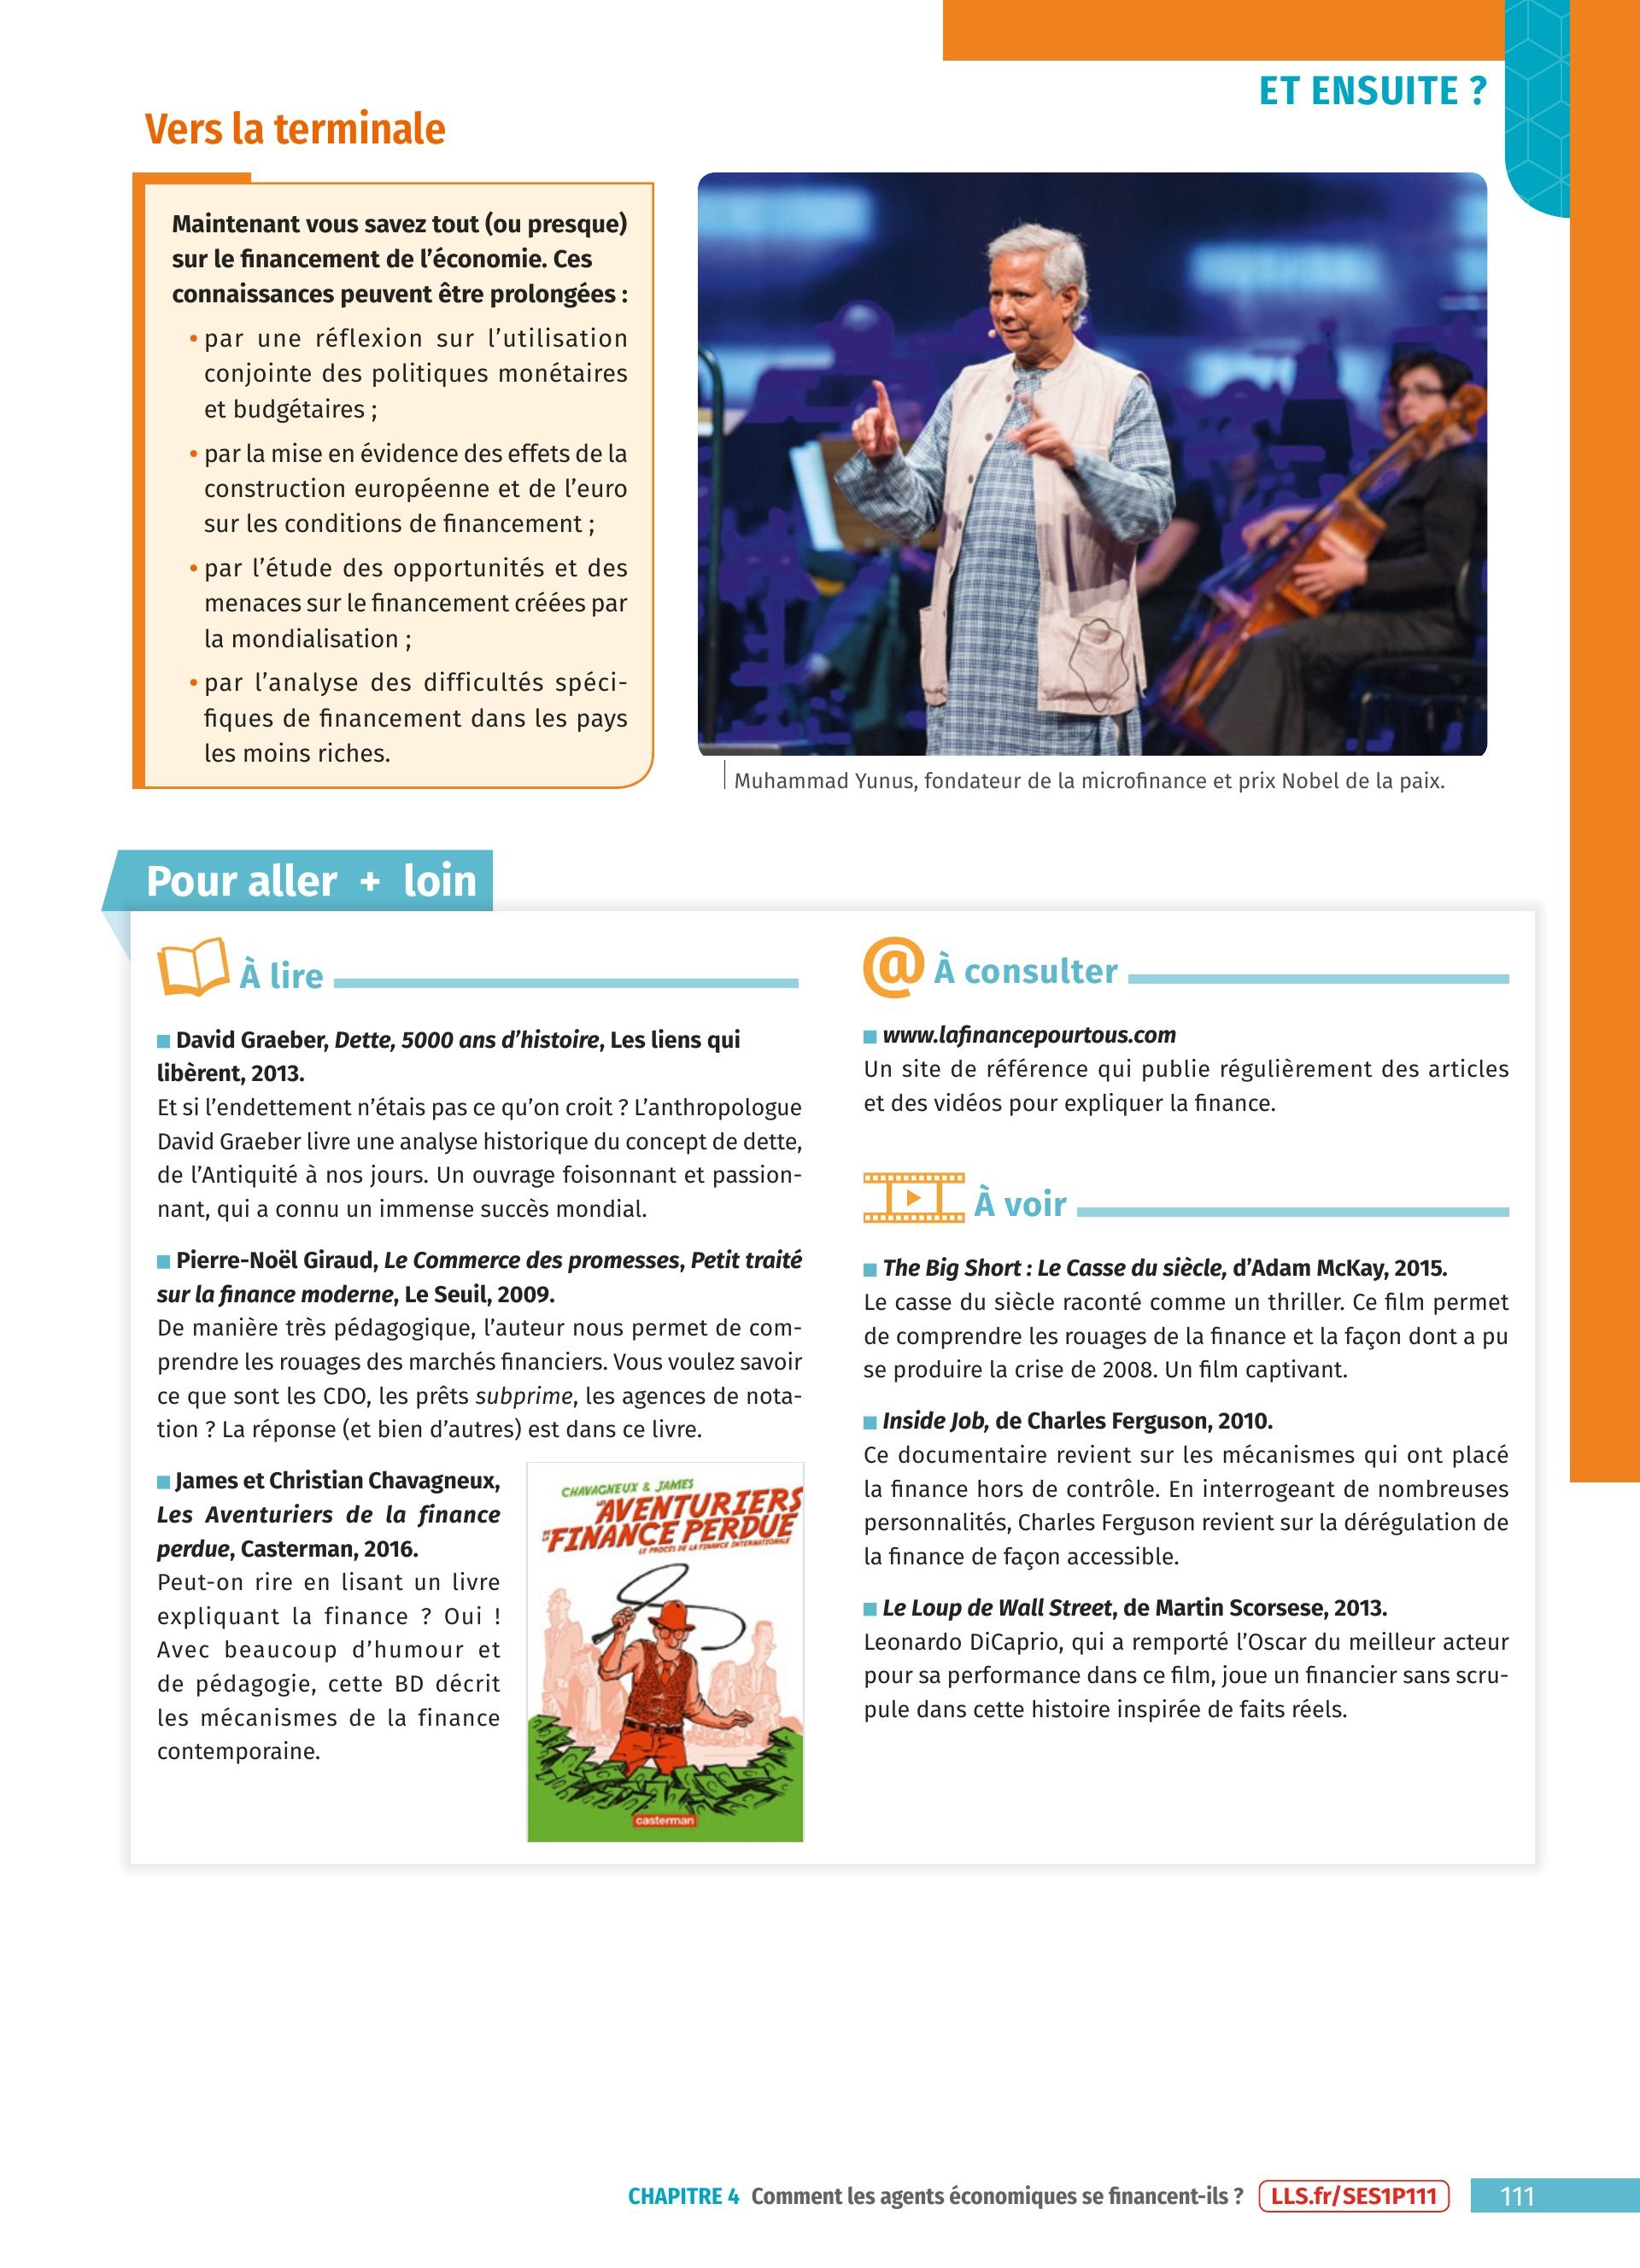 ET ENSUITE ?
Vers la terminale
Maintenant vous savez tout (ou presque)
sur le financement de l'économie. Ces
connaissances peuvent être prolongées :
• par une réflexion sur l'utilisation
conjointe des politiques monétaires
et budgétaires ;
• par la mise en évidence des effets de la
construction européenne et de l'euro
sur les conditions de financement ;
• par l'étude des opportunités et des
menaces sur le financement créées par
la mondialisation ;
• par l'analyse des difficultés spéci-
fiques de financement dans les pays
les moins riches.
Muhammad Yunus, fondateur de la microfinance et prix Nobel de la paix.
Pour aller + loin
À lire
David Graeber, Dette, 5000 ans d'histoire, Les liens qui
libèrent, 2013.
Et si l'endettement n'étais pas ce qu'on croit ? L'anthropologue
David Graeber livre une analyse historique du concept de dette,
de l'Antiquité à nos jours. Un ouvrage foisonnant et passion-
nant, qui a connu un immense succès mondial.
Pierre-Noël Giraud, Le Commerce des promesses, Petit traité
sur la finance moderne, Le Seuil, 2009.
De manière très pédagogique, l'auteur nous permet de com-
prendre les rouages des marchés financiers. Vous voulez savoir
ce que sont les CDO, les prêts subprime, les agences de nota-
tion ? La réponse (et bien d'autres) est dans ce livre.
James et Christian Chavagneux,
Les Aventuriers de la finance
perdue, Casterman, 2016.
Peut-on rire en lisant un livre
expliquant la finance ? Oui !
Avec beaucoup d'humour et
de pédagogie, cette BD décrit
les mécanismes de la finance
contemporaine.
CHAVAGNEUX & JAMES
LES AVENTURIERS
DE LA FINANCE PERDUE
LE PROCÈS DE LA FINANCE INTERNATIONALE
casterman
@ À consulter
www.lafinancepourtous.com
Un site de référence qui publie régulièrement des articles
et des vidéos pour expliquer la finance.
À voir
The Big Short : Le Casse du siècle, d'Adam McKay, 2015.
Le casse du siècle raconté comme un thriller. Ce film permet
de comprendre les rouages de la finance et la façon dont a pu
se produire la crise de 2008. Un film captivant.
Inside Job, de Charles Ferguson, 2010.
Ce documentaire revient sur les mécanismes qui ont placé
la finance hors de contrôle. En interrogeant de nombreuses
personnalités, Charles Ferguson revient sur la dérégulation de
la finance de façon accessible.
Le Loup de Wall Street, de Martin Scorsese, 2013.
Leonardo DiCaprio, qui a remporté l'Oscar du meilleur acteur
pour sa performance dans ce film, joue un financier sans scru-
pule dans cette histoire inspirée de faits réels.
CHAPITRE 4 Comment les agents économiques se financent-ils ? LLS.fr/SES1P111 111